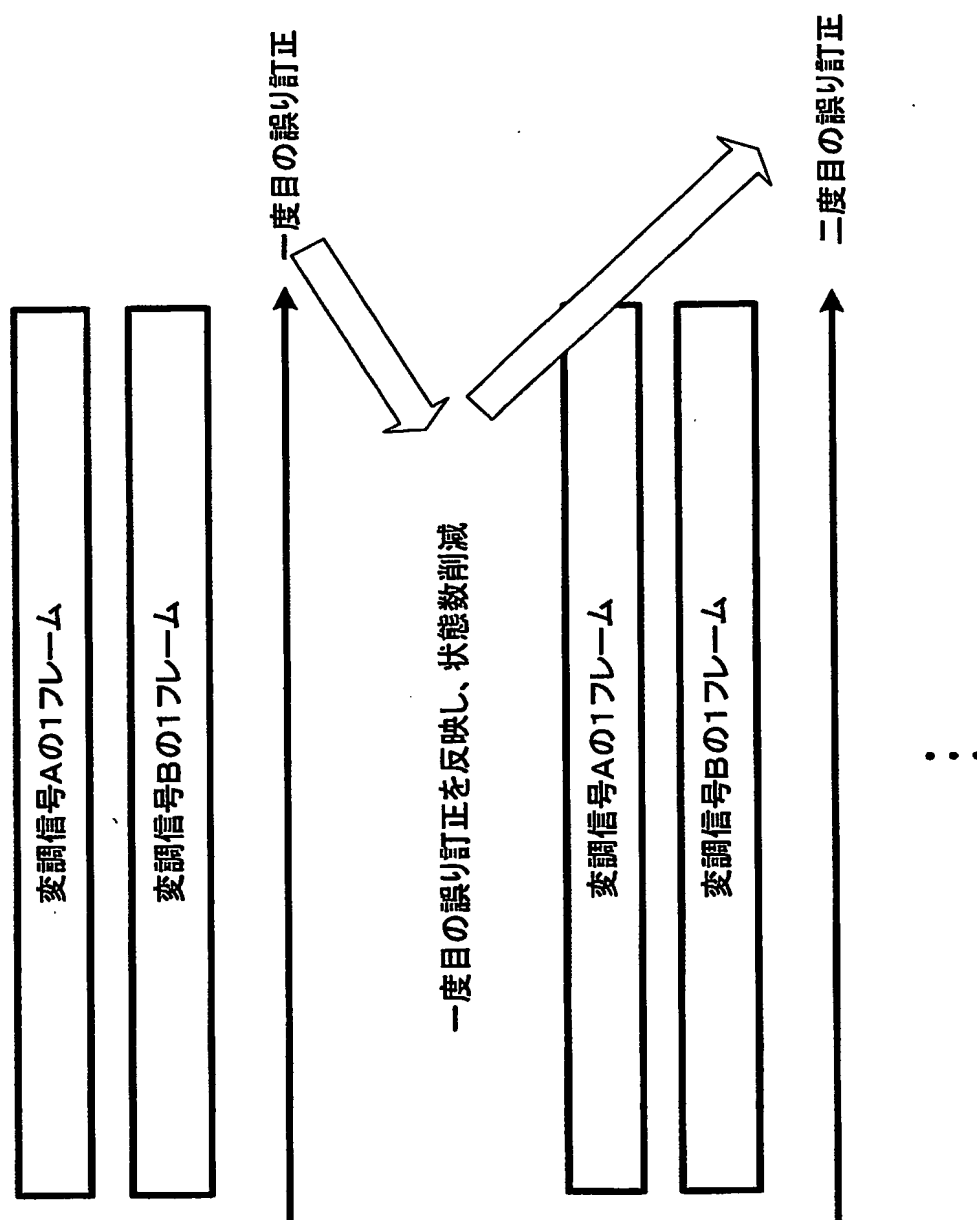 変調信号Aの1フレーム
変調信号Bの1フレーム
一度目の誤り訂正
一度目の誤り訂正を反映し、状態数削減
変調信号Aの1フレーム
変調信号Bの1フレーム
二度目の誤り訂正